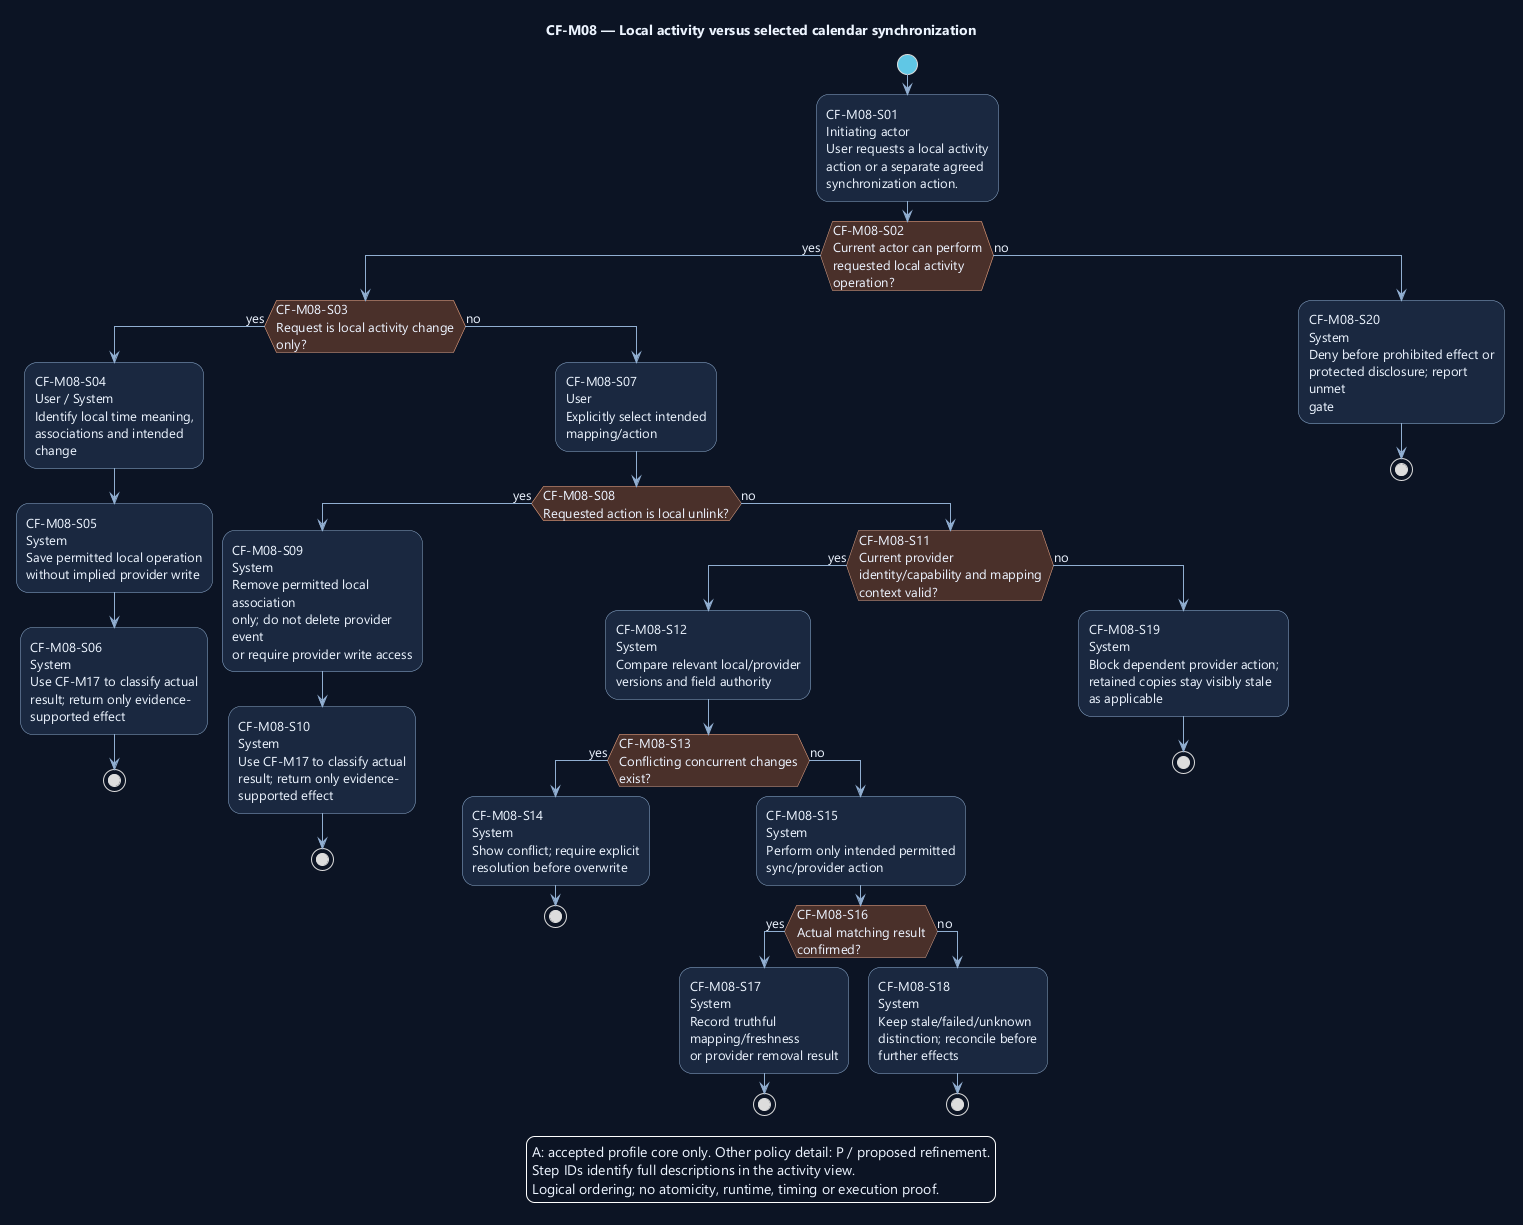 CF-M08 — Local activity versus selected calendar synchronization
CF-M08-S01
Initiating actor
User requests a local activity
action or a separate agreed
synchronization action.
CF-M08-S02
Current actor can perform
requested local activity
operation?
yes
no
CF-M08-S03
Request is local activity change
only?
yes
no
CF-M08-S20
System
Deny before prohibited effect or
protected disclosure; report
unmet
gate
CF-M08-S04
User / System
Identify local time meaning,
associations and intended
change
CF-M08-S05
System
Save permitted local operation
without implied provider write
CF-M08-S06
System
Use CF-M17 to classify actual
result; return only evidence-
supported effect
CF-M08-S07
User
Explicitly select intended
mapping/action
CF-M08-S08
Requested action is local unlink?
yes
no
CF-M08-S09
System
Remove permitted local
association
only; do not delete provider
event
or require provider write access
CF-M08-S10
System
Use CF-M17 to classify actual
result; return only evidence-
supported effect
CF-M08-S11
Current provider
identity/capability and mapping
context valid?
yes
no
CF-M08-S12
System
Compare relevant local/provider
versions and field authority
CF-M08-S19
System
Block dependent provider action;
retained copies stay visibly stale
as applicable
CF-M08-S13
Conflicting concurrent changes
exist?
yes
no
CF-M08-S14
System
Show conflict; require explicit
resolution before overwrite
CF-M08-S15
System
Perform only intended permitted
sync/provider action
CF-M08-S16
Actual matching result
confirmed?
yes
no
CF-M08-S17
System
Record truthful
mapping/freshness
or provider removal result
CF-M08-S18
System
Keep stale/failed/unknown
distinction; reconcile before
further effects
A: accepted profile core only. Other policy detail: P / proposed refinement.
Step IDs identify full descriptions in the activity view.
Logical ordering; no atomicity, runtime, timing or execution proof.